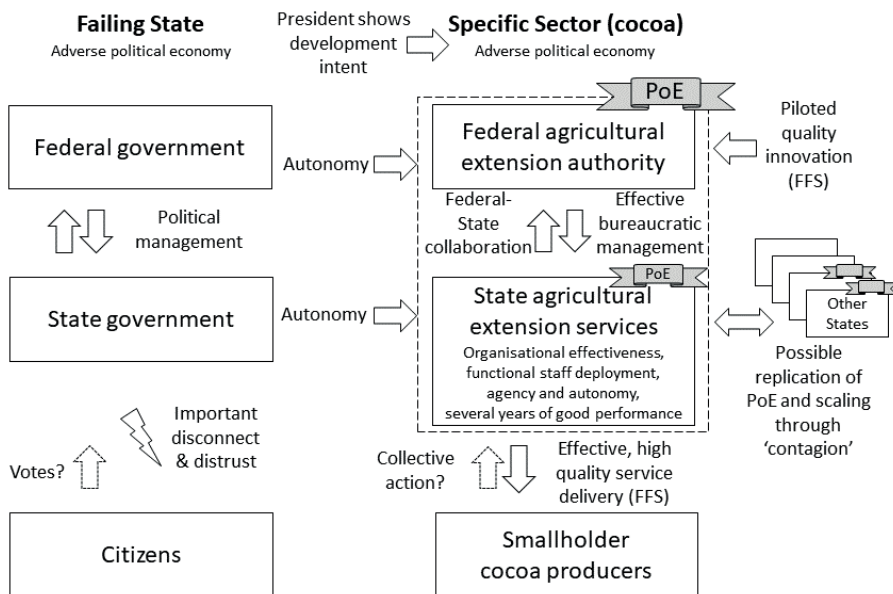 Failing State
Adverse political economy
President shows
development
intent
Specific Sector (cocoa)
Adverse political economy
PoE
Federal government
Autonomy
Federal agricultural
extension authority
Piloted
quality
innovation
(FFS)
Political
management
Federal-
State
collaboration
Effective
bureaucratic
management
PoE
State government
Autonomy
State agricultural
extension services
Organisational effectiveness,
functional staff deployment,
agency and autonomy,
several years of good performance
Other
States
Possible
replication of
PoE and scaling
through
‘contagion’
Votes?
Important
disconnect
& distrust
Collective
action?
Effective, high
quality service
delivery (FFS)
Citizens
Smallholder
cocoa producers